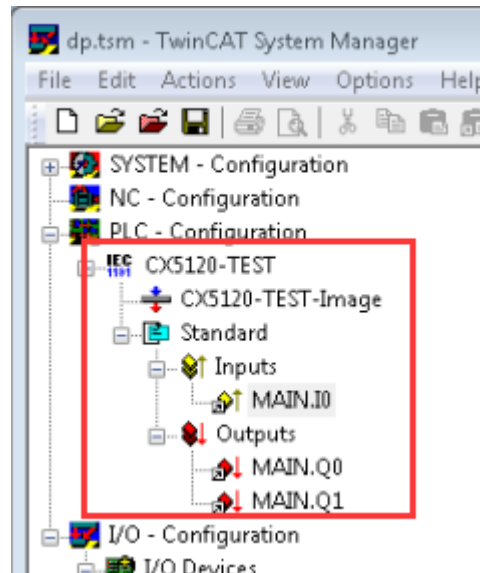 dp.tsm - TwinCAT System Manager
File Edit Actions View Options Help
SYSTEM - Configuration
NC - Configuration
PLC - Configuration
IEC 1131 CX5120-TEST
CX5120-TEST-Image
Standard
Inputs
MAIN.I0
Outputs
MAIN.Q0
MAIN.Q1
I/O - Configuration
I/O Devices